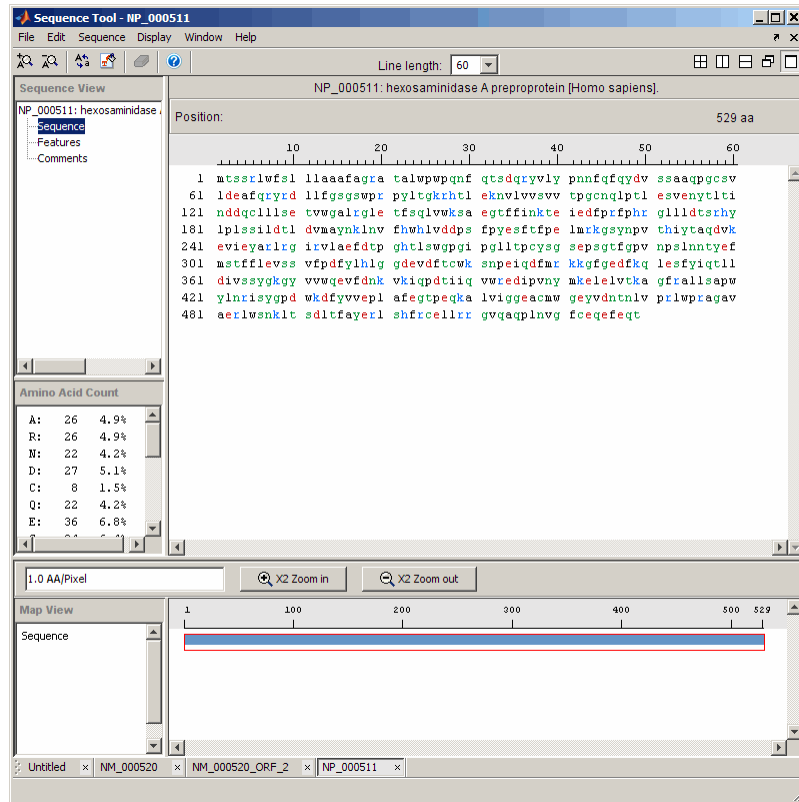 Sequence Tool - NP_000511
File Edit Sequence Display Window Help
Line length: 60
Sequence View
NP_000511: hexosaminidase A preproprotein [Homo sapiens].
NP_000511: hexosaminidase
Sequence
Features
Comments
Position: 529 aa
10 20 30 40 50 60
1 mtssrlwfsl llaaafagra talwpwpqnf qtsdqryvly pnnfqfqydv ssaaqpgcsv
61 ldeafqryrd llfgsgswpr pyltgkrhtl eknvlvvsvv tpgcnqlptl esvenytlti
121 nddqclllse tvwgalrgle tfsqlvwksa egtffinkte iedfprfphr glllldtsrhy
181 lplssildtl dvmaynklnv fhwhlvddps fpyesftfpe lmrkgsynpv thiytaqdvk
241 evieyarlrg irvlaefdtp ghtlswgpgi pglltpcysg sepsgtfgpv npslnntyef
301 mstfflevss vfpdfylhlg gdevdftcwk snpeiqdfmr kkgfgedfkq lesfyiqtll
361 divssygkgy vvwqevfdnk vkiqpdtiiq vwredipvny mkelelvtka gfrallsapw
421 ylnrisygpd wkdfyvvepl afegtpeqka lviggeacmw geyvdntnlv prlwpragav
481 aerlwsnklt sdltfayerl shfrcellrr gvqaqplnvg fceqefeqt
Amino Acid Count
A: 26 4.9%
R: 26 4.9%
N: 22 4.2%
D: 27 5.1%
C: 8 1.5%
Q: 22 4.2%
E: 36 6.8%
1.0 AA/Pixel
X2 Zoom in
X2 Zoom out
Map View
Sequence
1 100 200 300 400 500 529
Untitled NM_000520 NM_000520_ORF_2 NP_000511